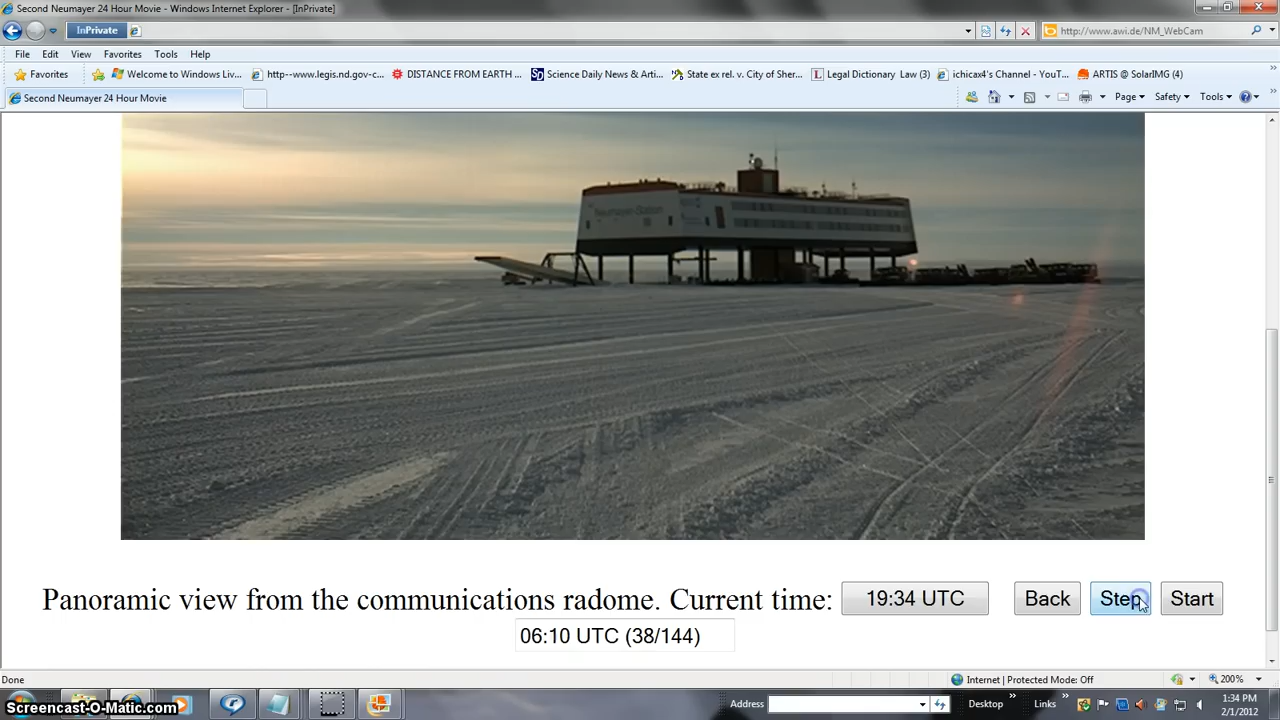 Second Neumayer 24 Hour Movie - Windows Internet Explorer - [InPrivate]
InPrivate
http://www.awi.de/NM_WebCam
File Edit View Favorites Tools Help
Favorites Welcome to Windows Liv... http--www.legis.nd.gov-c... DISTANCE FROM EARTH ... Science Daily News & Arti... State ex rel. v. City of Sher... Legal Dictionary Law (3) ichicax4's Channel - YouT... ARTIS @ SolarIMG (4)
Second Neumayer 24 Hour Movie
Page Safety Tools
Neumayer-Station
Panoramic view from the communications radome. Current time: 19:34 UTC Back Step Start
06:10 UTC (38/144)
Done Internet | Protected Mode: Off 200%
Address Desktop Links 1:34 PM
2/1/2012
Screencast-O-Matic.com